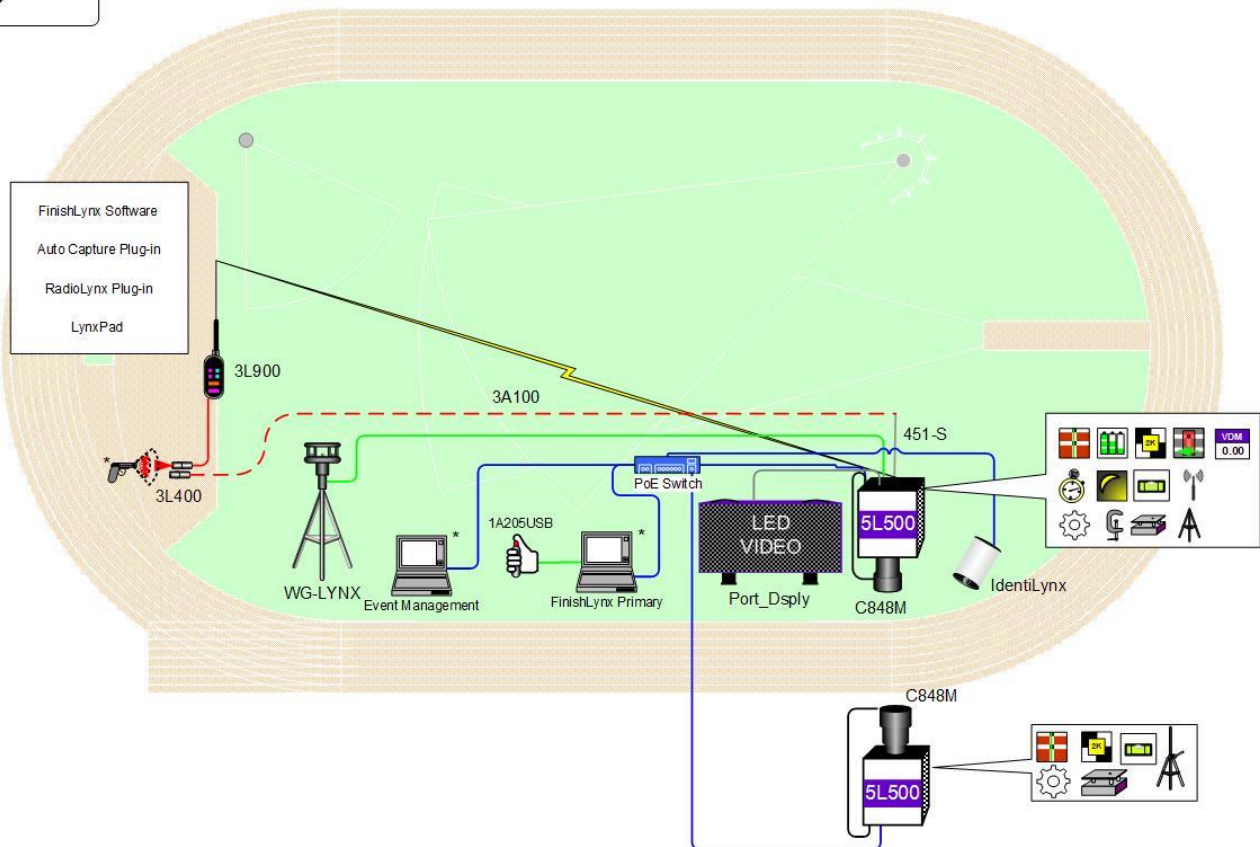 FinishLynx Software
Auto Capture Plug-in
RadioLynx Plug-in
LynxPad
3L900
3A100
451-S
*
3L400
WG-LYNX
PoE Switch
1A205USB
*
Event Management
*
FinishLynx Primary
LED
VIDEO
Port_Dsply
5L500
C848M
IdentiLynx
2K
VDM
0.00
C848M
5L500
2K